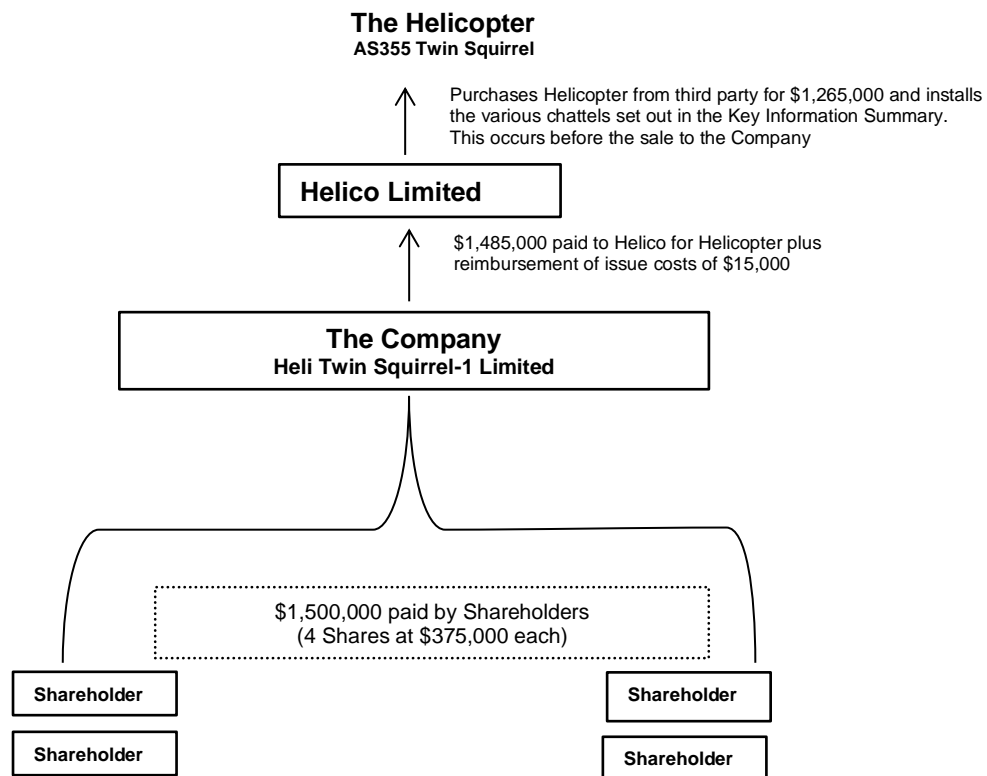 The Helicopter
AS355 Twin Squirrel
Purchases Helicopter from third party for $1,265,000 and installs
the various chattels set out in the Key Information Summary.
This occurs before the sale to the Company
Helico Limited
$1,485,000 paid to Helico for Helicopter plus
reimbursement of issue costs of $15,000
The Company
Heli Twin Squirrel-1 Limited
$1,500,000 paid by Shareholders
(4 Shares at $375,000 each)
Shareholder
Shareholder
Shareholder
Shareholder